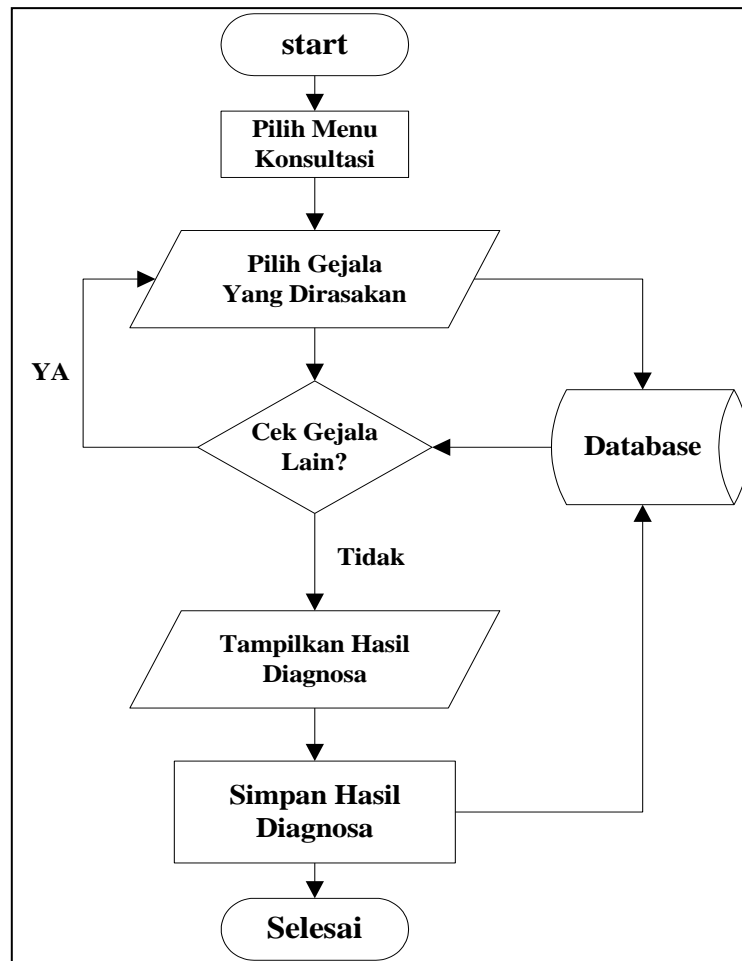 start
Pilih Menu
Konsultasi
Pilih Gejala
Yang Dirasakan
YA
Cek Gejala
Lain?
Database
Tidak
Tampilkan Hasil
Diagnosa
Simpan Hasil
Diagnosa
Selesai